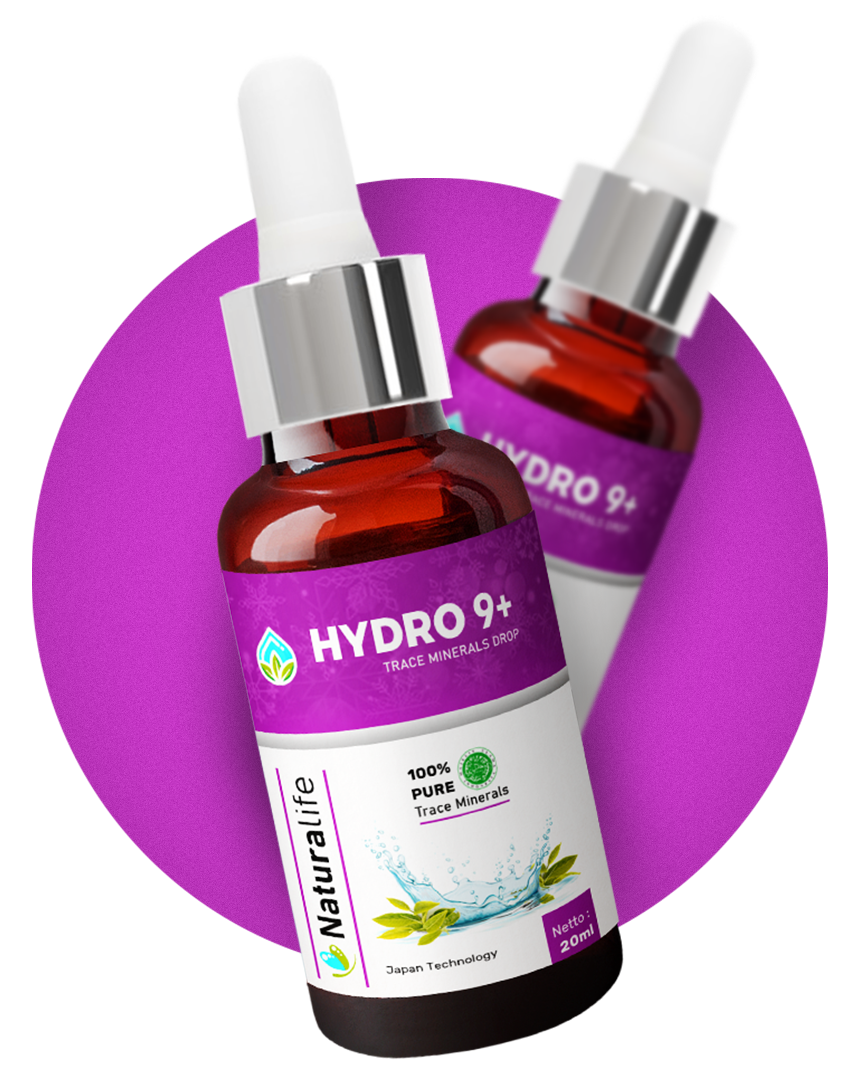 HYDRO 9+
TRACE MINERALS DROP
100%
PURE
Trace Minerals
Naturalife
Japan Technology
Netto :
20ml
HYDRO 9+
TRACE MINERALS DROP